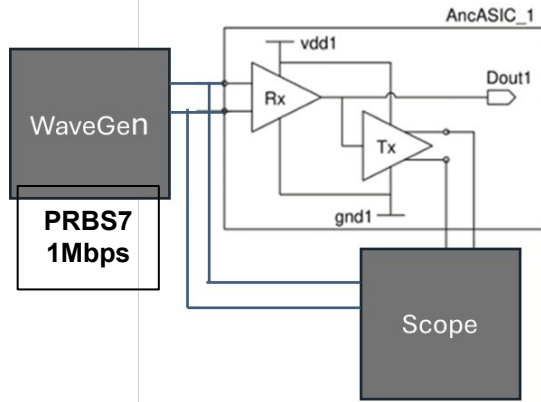 AncASIC_1
vdd1
WaveGen
Rx
Dout1
Tx
PRBS7
1Mbps
gnd1
Scope